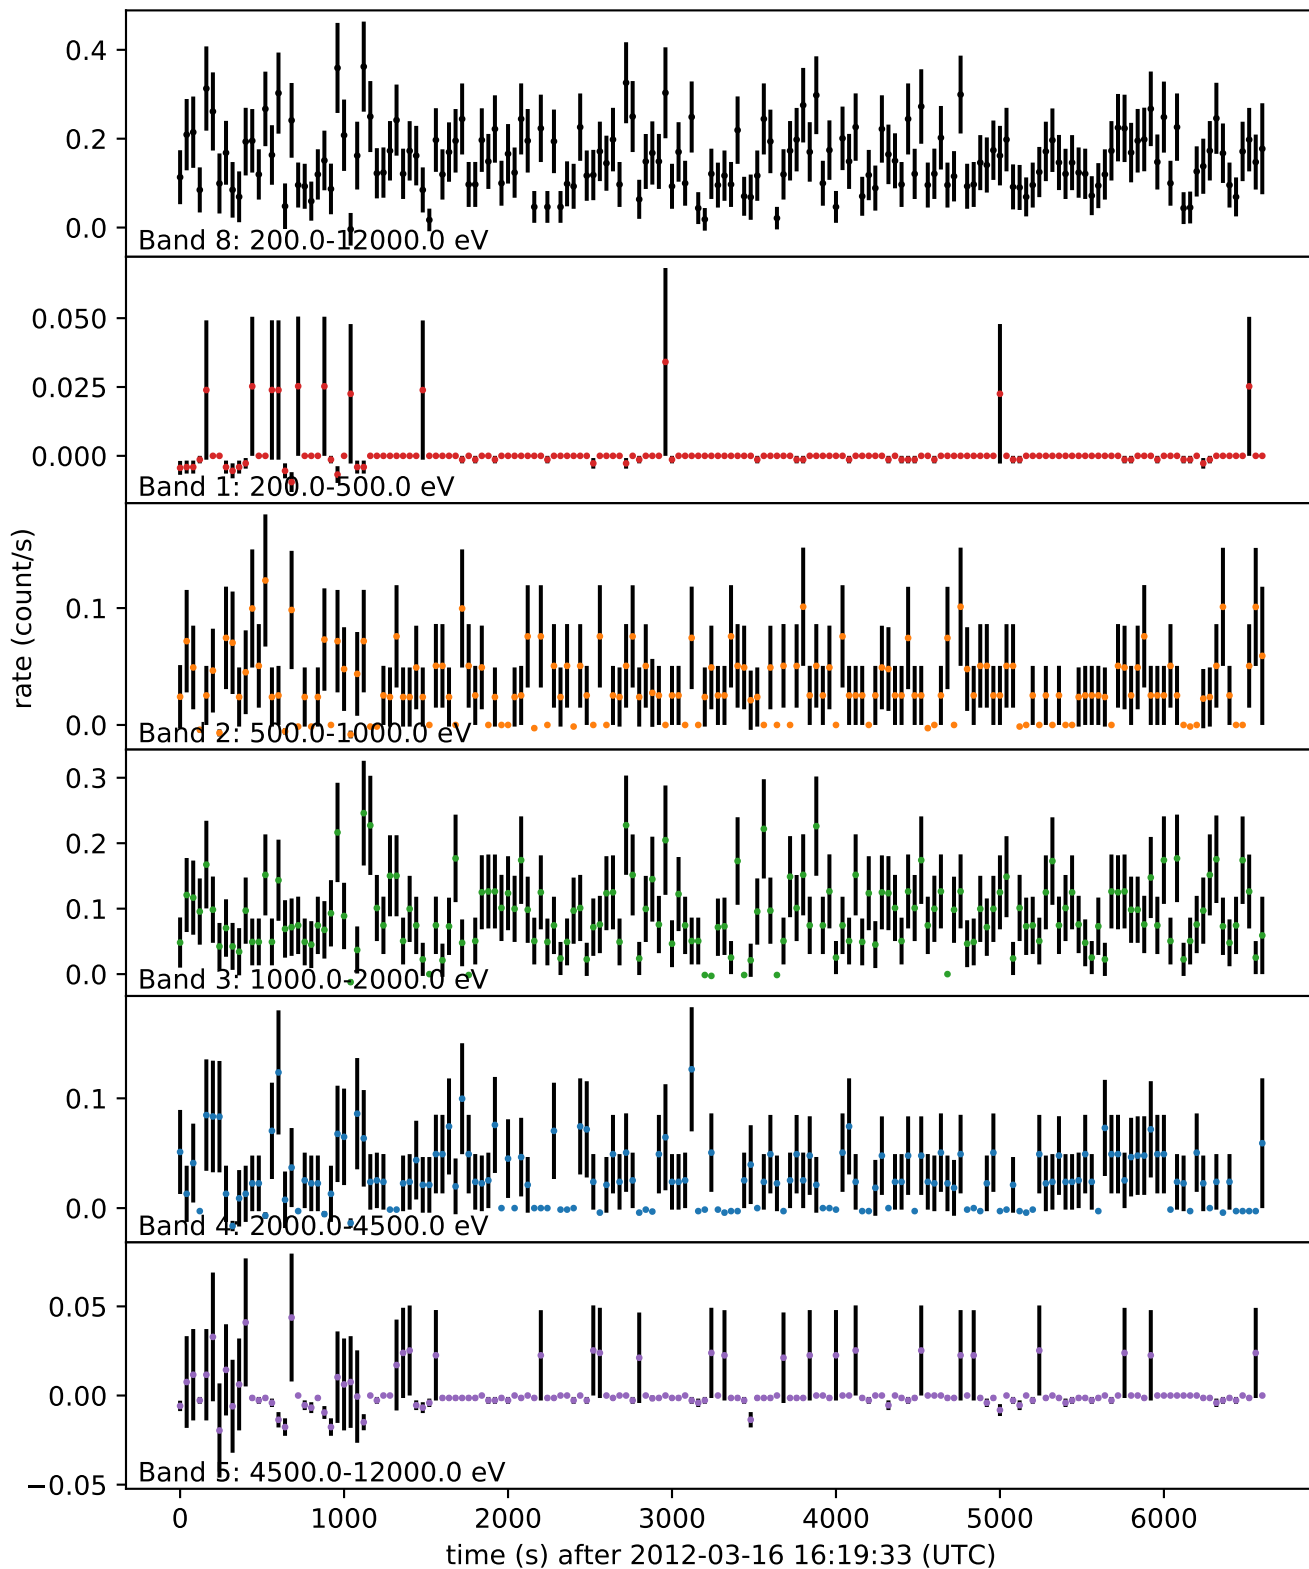 0.4
0.2
0.0
Band 8: 200.0-12000.0 eV
0.050
0.025
0.000
Band 1: 200.0-500.0 eV
rate (count/s)
0.1
0.0
Band 2: 500.0-1000.0 eV
0.3
0.2
0.1
0.0
Band 3: 1000.0-2000.0 eV
0.1
0.0
Band 4: 2000.0-4500.0 eV
0.05
0.00
−0.05
Band 5: 4500.0-12000.0 eV
0 1000 2000 3000 4000 5000 6000
time (s) after 2012-03-16 16:19:33 (UTC)